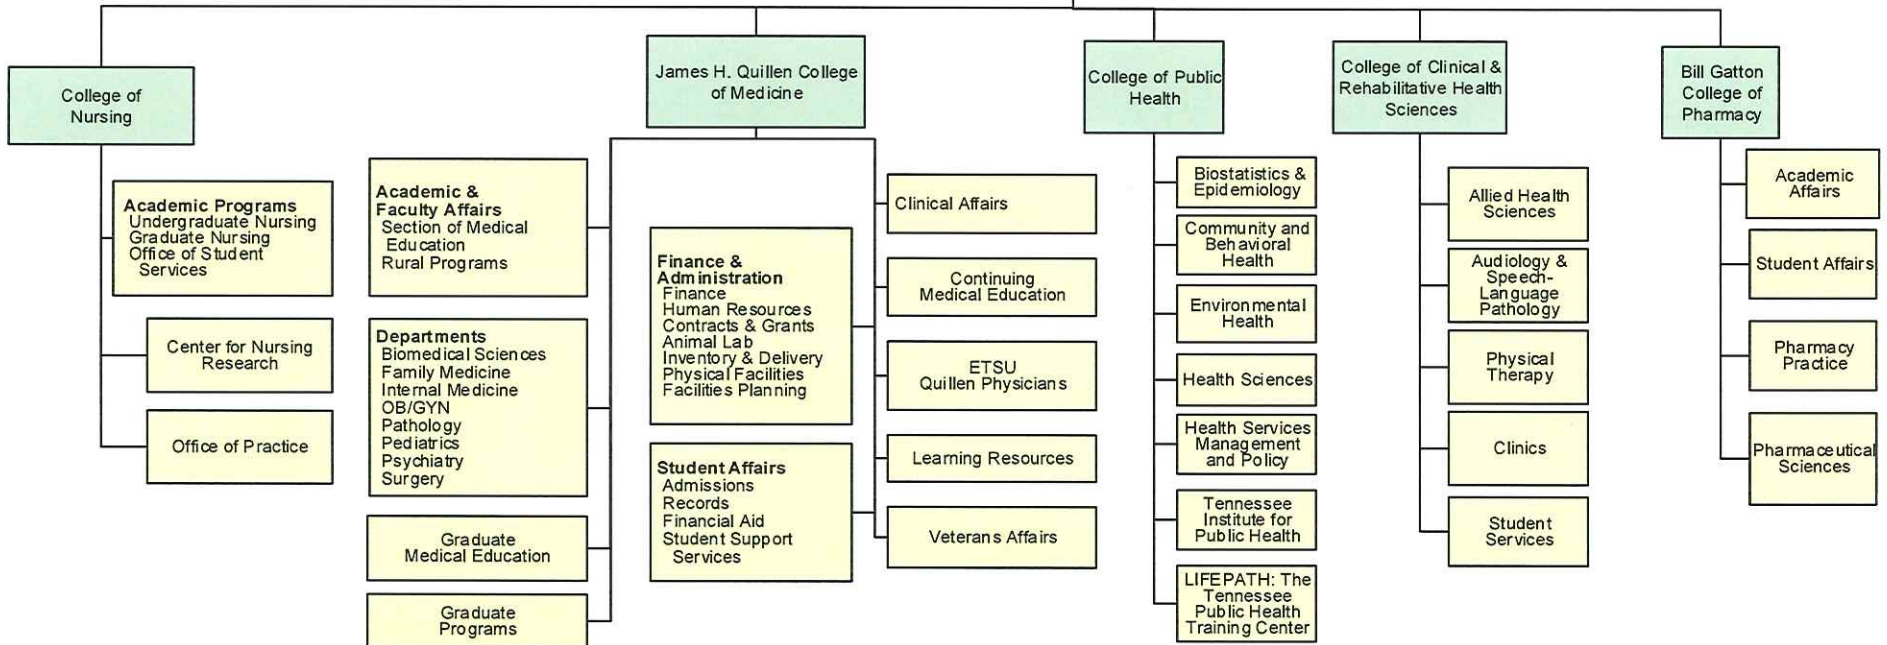 College of
Nursing
Academic Programs
Undergraduate Nursing
Graduate Nursing
Office of Student
Services
Center for Nursing
Research
Office of Practice
James H. Quillen College
of Medicine
Academic &
Faculty Affairs
Section of Medical
Education
Rural Programs
Departments
Biomedical Sciences
Family Medicine
Internal Medicine
OB/GYN
Pathology
Pediatrics
Psychiatry
Surgery
Graduate
Medical Education
Graduate
Programs
Finance &
Administration
Finance
Human Resources
Contracts & Grants
Animal Lab
Inventory & Delivery
Physical Facilities
Facilities Planning
Student Affairs
Admissions
Records
Financial Aid
Student Support
Services
Clinical Affairs
Continuing
Medical Education
ETSU
Quillen Physicians
Learning Resources
Veterans Affairs
College of Public
Health
Biostatistics &
Epidemiology
Community and
Behavioral
Health
Environmental
Health
Health Sciences
Health Services
Management
and Policy
Tennessee
Institute for
Public Health
LIFEPATH: The
Tennessee
Public Health
Training Center
College of Clinical &
Rehabilitative Health
Sciences
Allied Health
Sciences
Audiology &
Speech-
Language
Pathology
Physical
Therapy
Clinics
Student
Services
Bill Gatton
College of
Pharmacy
Academic
Affairs
Student Affairs
Pharmacy
Practice
Pharmaceutical
Sciences